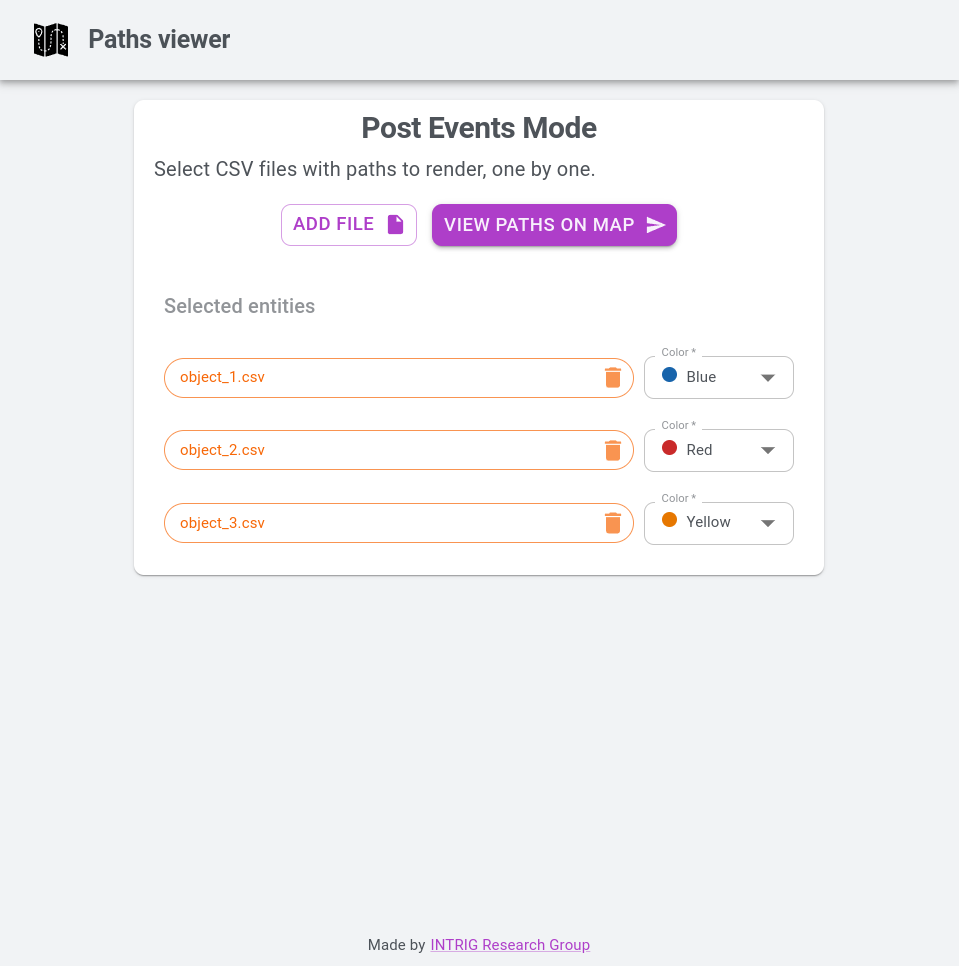 Paths viewer
Post Events Mode
Select CSV files with paths to render, one by one.
ADD FILE
VIEW PATHS ON MAP
Selected entities
object_1.csv
Color *
Blue
object_2.csv
Color *
Red
object_3.csv
Color *
Yellow
Made by INTRIG Research Group